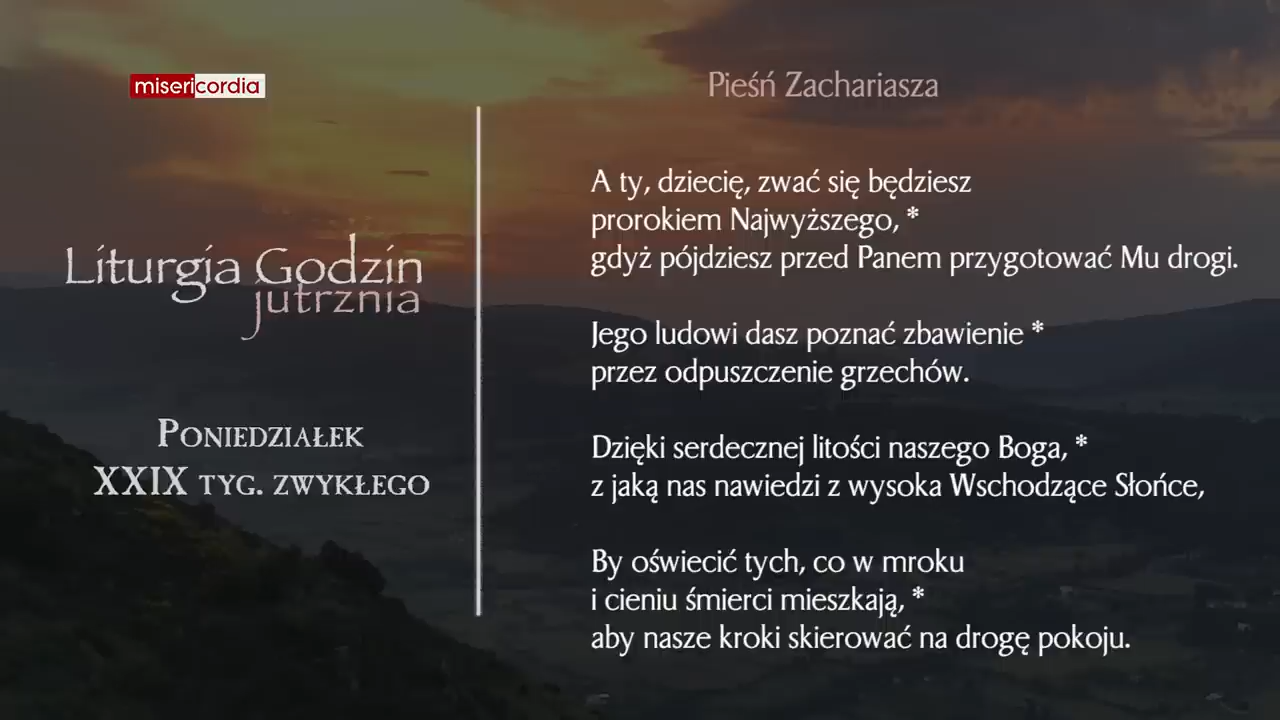 misericordia
Liturgia Godzin
jutrznia
Poniedziałek
XXIX tyg. zwykłego
Pieśń Zachariasza
A ty, dziecię, zwać się będziesz
prorokiem Najwyższego, *
gdyż pójdziesz przed Panem przygotować Mu drogi.
Jego ludowi dasz poznać zbawienie *
przez odpuszczenie grzechów.
Dzięki serdecznej litości naszego Boga, *
z jaką nas nawiedzi z wysoka Wschodzące Słońce,
By oświecić tych, co w mroku
i cieniu śmierci mieszkają, *
aby nasze kroki skierować na drogę pokoju.